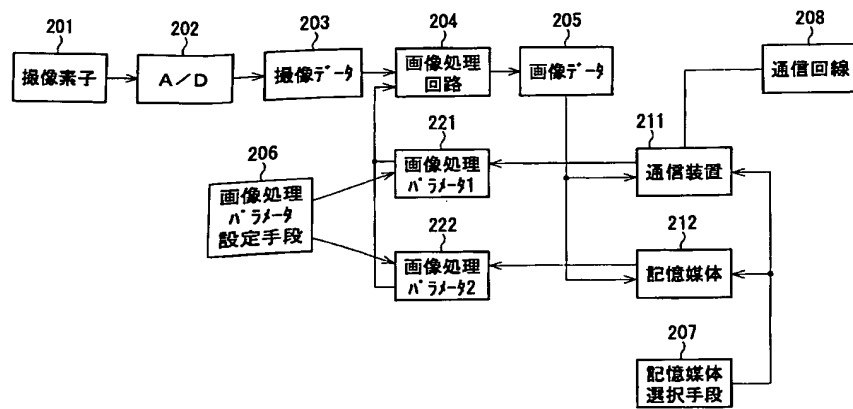 201
202
203
204
205
208
撮像素子
A/D
撮像データ
画像処理
回路
画像データ
通信回線
206
221
211
画像処理
パラメータ
設定手段
画像処理
パラメータ1
通信装置
222
212
画像処理
パラメータ2
記憶媒体
207
記憶媒体
選択手段